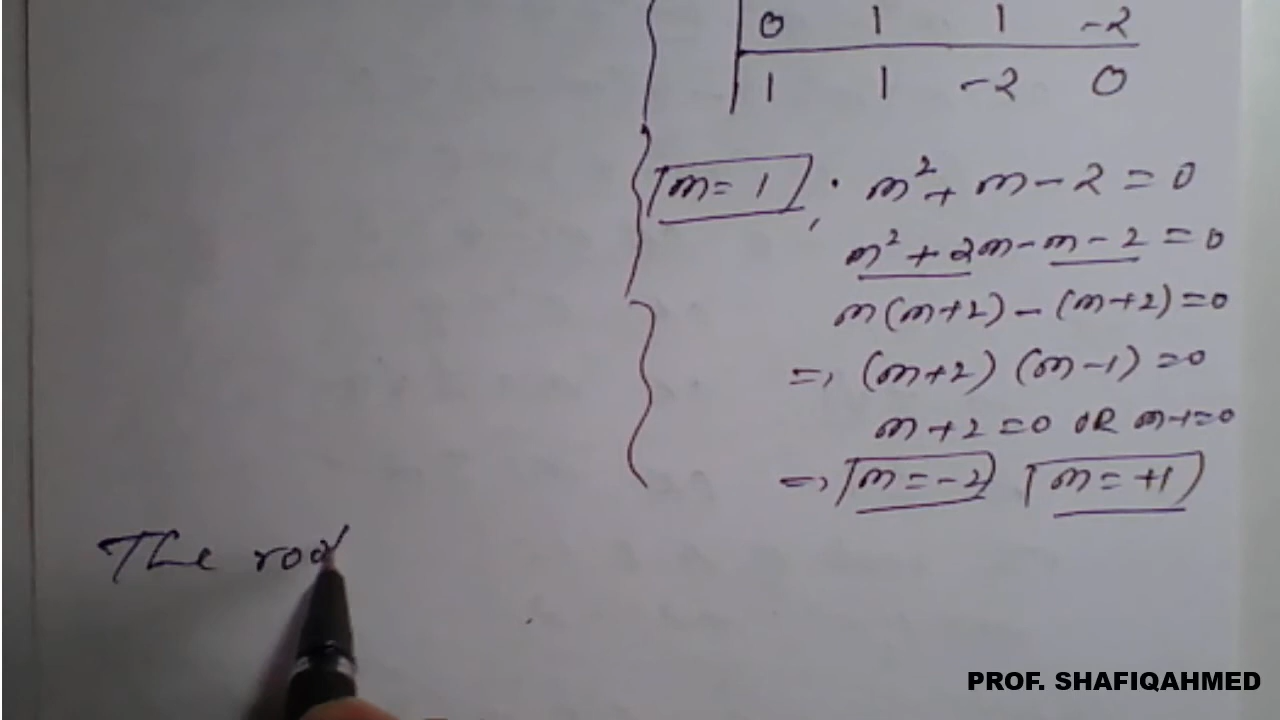 0 1 1 -2
1 1 -2 0
m = 1, m² + m - 2 = 0
m² + 2m - m - 2 = 0
m(m+2) - (m+2) = 0
=> (m+2) (m-1) = 0
m + 2 = 0 OR m-1=0
=> m = -2 m = +1
The roo
PROF. SHAFIQAHMED